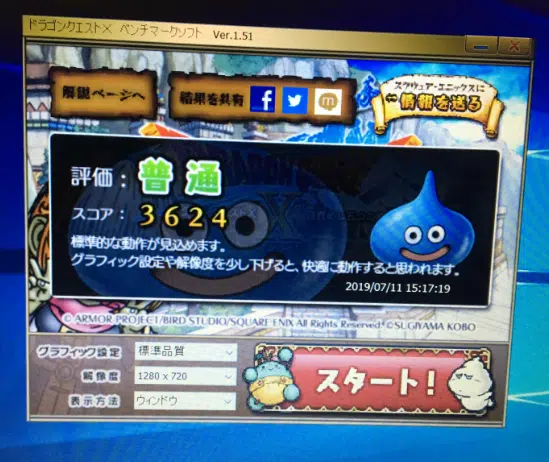 ドラゴンクエストX ベンチマークソフト Ver.1.51
解説ページへ
結果を共有
スクウェア・エニックスに
情報を送る
評価：普通
スコア：3624
標準的な動作が見込めます。
グラフィック設定や解像度を少し下げると、快適に動作すると思われます。
2019/07/11 15:17:19
© ARMOR PROJECT/BIRD STUDIO/SQUARE ENIX All Rights Reserved. ©SUGIYAMA KOBO
グラフィック設定 標準品質
解像度 1280 x 720
表示方法 ウィンドウ
スタート！